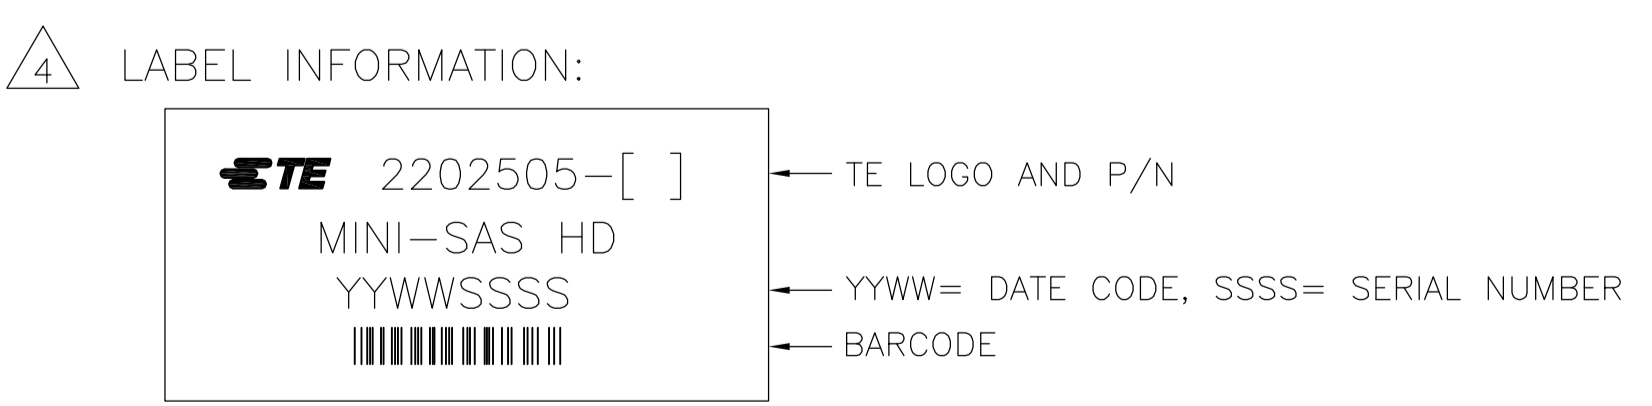 4 LABEL INFORMATION:
TE 2202505-[ ] TE LOGO AND P/N
MINI-SAS HD
YYWWSSSS YYWW= DATE CODE, SSSS= SERIAL NUMBER
BARCODE